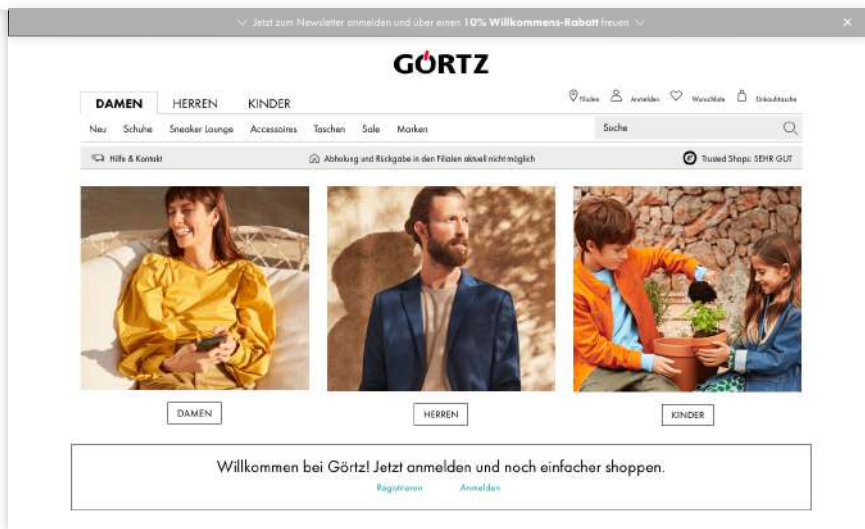 Jetzt zum Newsletter anmelden und über einen 10% Willkommens-Rabatt freuen
GÖRTZ
DAMEN HERREN KINDER
Filialen Anmelden Wunschliste Einkaufstasche
Neu Schuhe Sneaker Lounge Accessoires Taschen Sale Marken
Suche
Hilfe & Kontakt
Abholung und Rückgabe in den Filialen aktuell nicht möglich
Trusted Shops: SEHR GUT
DAMEN
HERREN
KINDER
Willkommen bei Görtz! Jetzt anmelden und noch einfacher shoppen.
Registrieren Anmelden